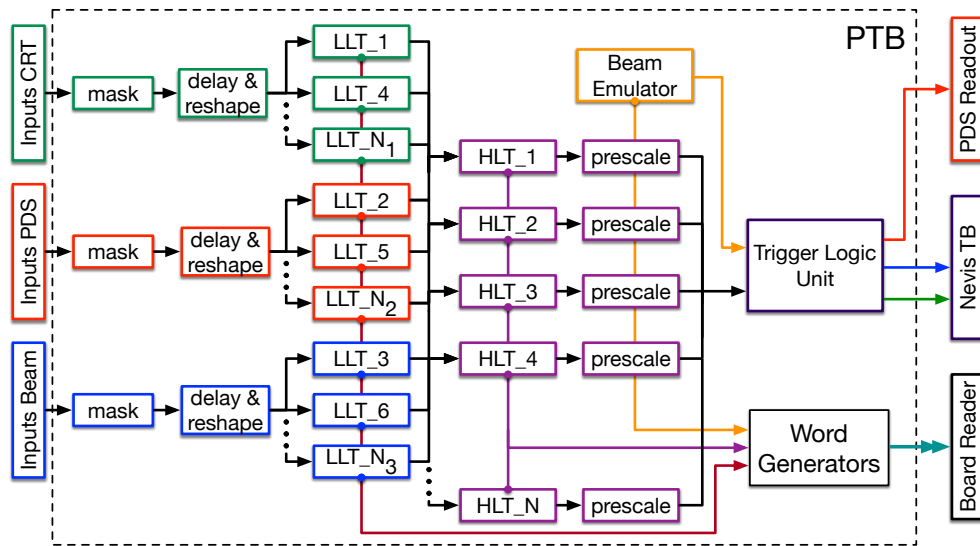 PTB
Inputs CRT
mask
delay &
reshape
LLT_1
LLT_4
LLT_N1
Inputs PDS
mask
delay &
reshape
LLT_2
LLT_5
LLT_N2
Inputs Beam
mask
delay &
reshape
LLT_3
LLT_6
LLT_N3
HLT_1
HLT_2
HLT_3
HLT_4
HLT_N
Beam
Emulator
prescale
prescale
prescale
prescale
prescale
Trigger Logic
Unit
Word
Generators
PDS Readout
Nevis TB
Board Reader